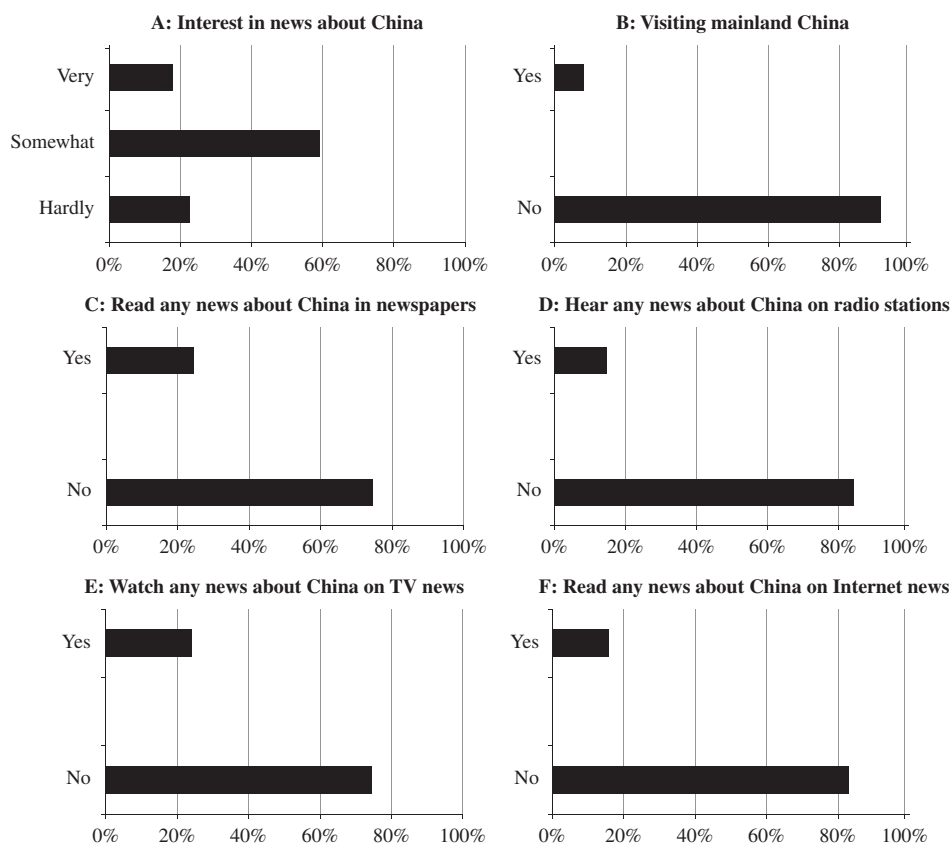 A: Interest in news about China
Very
Somewhat
Hardly
0% 20% 40% 60% 80% 100%
B: Visiting mainland China
Yes
No
0% 20% 40% 60% 80% 100%
C: Read any news about China in newspapers
Yes
No
0% 20% 40% 60% 80% 100%
D: Hear any news about China on radio stations
Yes
No
0% 20% 40% 60% 80% 100%
E: Watch any news about China on TV news
Yes
No
0% 20% 40% 60% 80% 100%
F: Read any news about China on Internet news
Yes
No
0% 20% 40% 60% 80% 100%